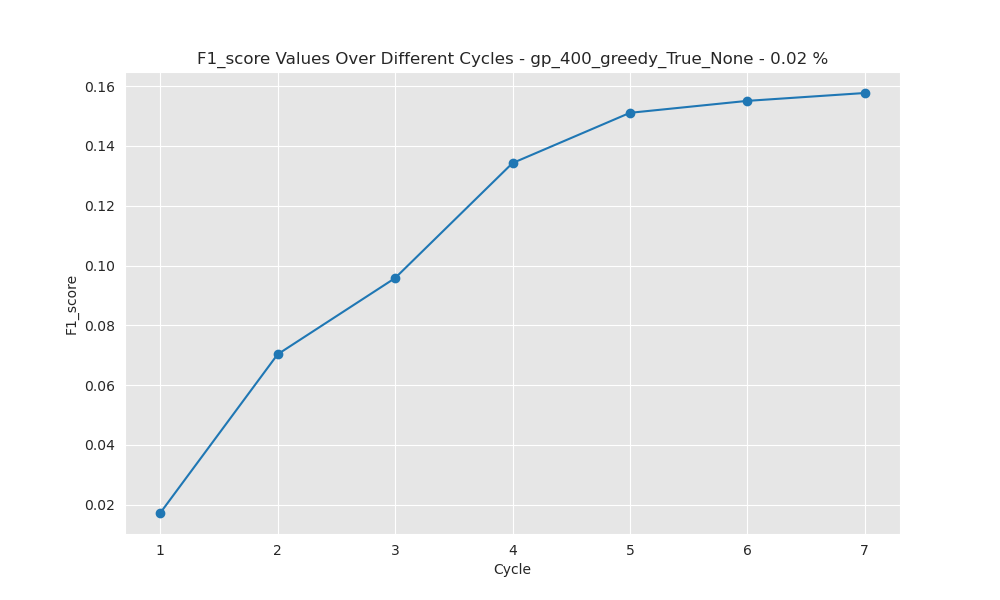 F1_score Values Over Different Cycles - gp_400_greedy_True_None - 0.02 %
0.16
0.14
0.12
0.10
0.08
0.06
0.04
0.02
F1_score
1 2 3 4 5 6 7
Cycle